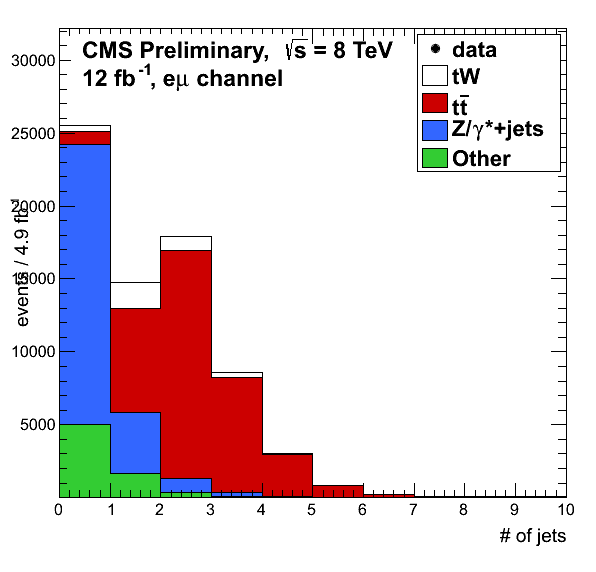 CMS Preliminary, √s = 8 TeV
12 fb⁻¹, eμ channel
data
tW
tt̄
Z/γ*+jets
Other
events / 4.9 fb⁻¹
30000
25000
20000
15000
10000
5000
0 1 2 3 4 5 6 7 8 9 10
# of jets